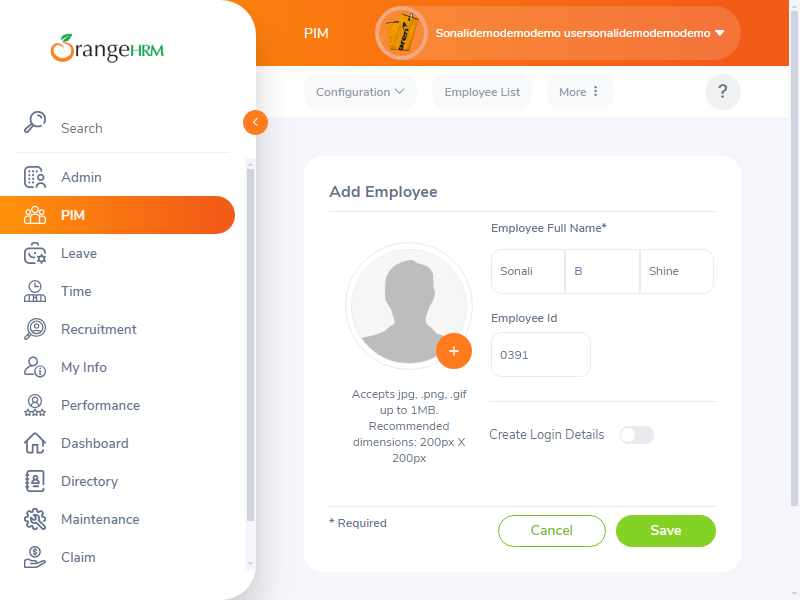 OrangeHRM
Search
Admin
PIM
Leave
Time
Recruitment
My Info
Performance
Dashboard
Directory
Maintenance
Claim
PIM
Sonalidemodemodemo usersonalidemodemodemo
Configuration
Employee List
More
?
Add Employee
Accepts jpg, .png, .gif
up to 1MB.
Recommended
dimensions: 200px X
200px
Employee Full Name*
Sonali B Shine
Employee Id
0391
Create Login Details
* Required
Cancel
Save